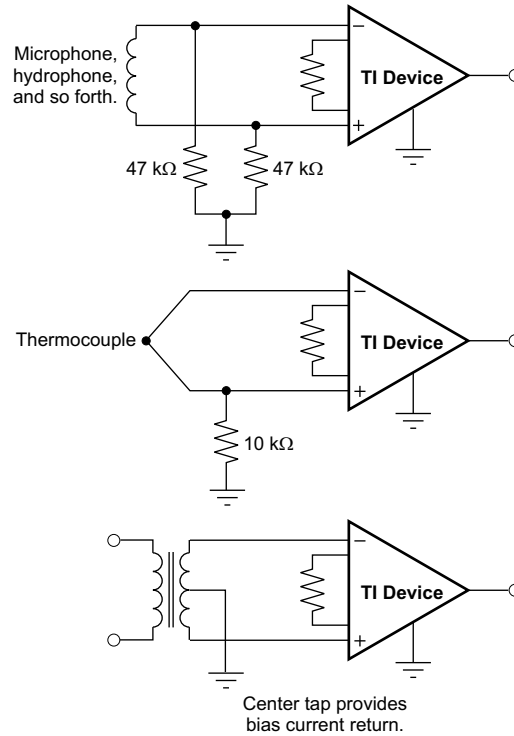 Microphone,
hydrophone,
and so forth.
−
TI Device
+
47 kΩ
47 kΩ
Thermocouple
−
TI Device
+
10 kΩ
−
TI Device
+
Center tap provides
bias current return.